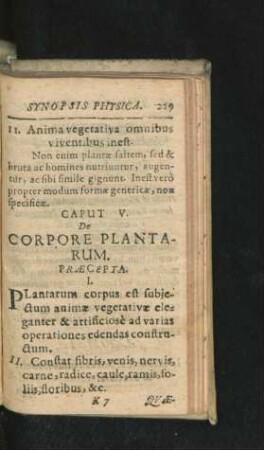 SYNOPSIS PHYSICA. 229
11. Anima vegetativa omnibus
viventibus inest.
Non enim plantæ saltem, sed &
bruta ac homines nutriuntur, augen-
tur, ac sibi simile gignunt. Inest verò
propter modum formæ genericæ, non
specificæ.
CAPUT V.
De
CORPORE PLANTA-
RUM.
PRÆCEPTA.
I.
PLantarum corpus est subje-
ctum animæ vegetativæ ele-
ganter & artificiosè ad varias
operationes edendas constru-
ctum.
II. Constat fibris, venis, nervis,
carne, radice, caule, ramis, fo-
liis, floribus, &c.
K 7 QVÆ-